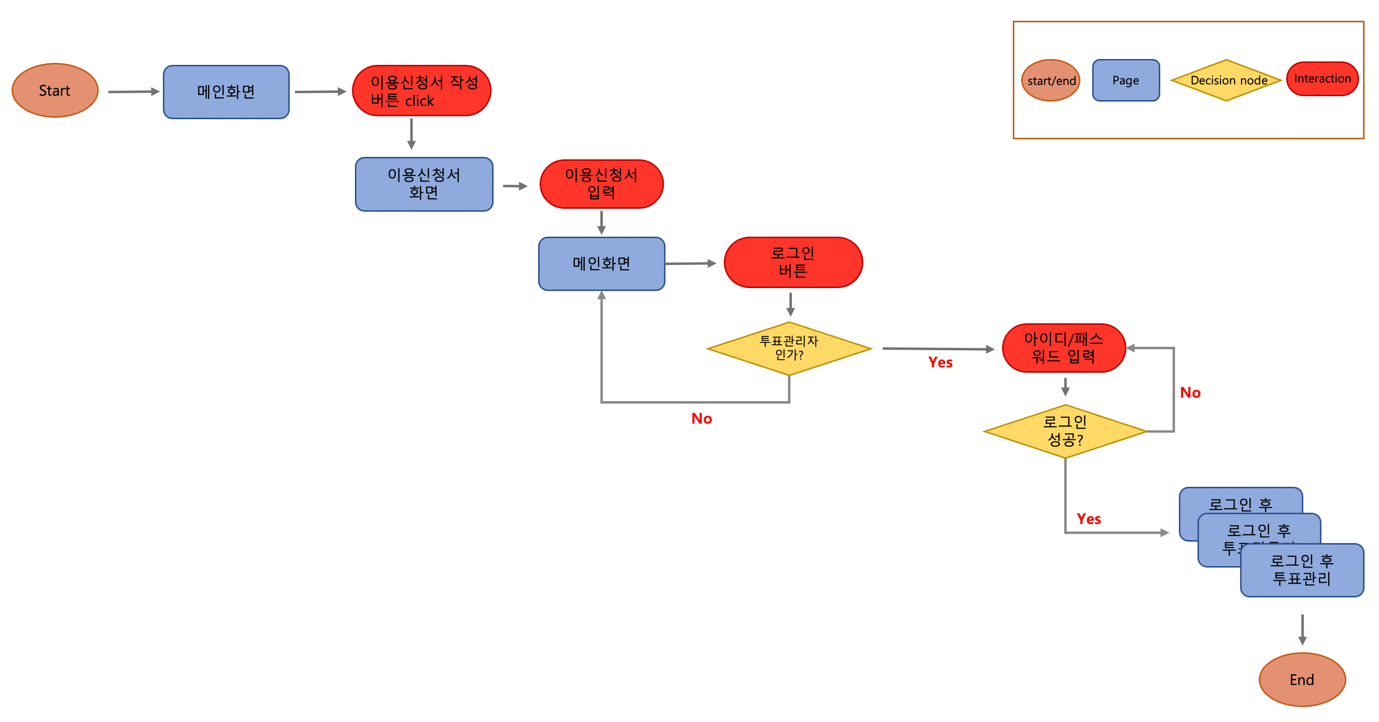 start/end
Page
Decision node
Interaction
Start
메인화면
이용신청서 작성
버튼 click
이용신청서
화면
이용신청서
입력
메인화면
로그인
버튼
투표관리자
인가?
Yes
No
아이디/패스
워드 입력
No
로그인
성공?
Yes
로그인 후
로그인 후
로그인 후
투표관리
End